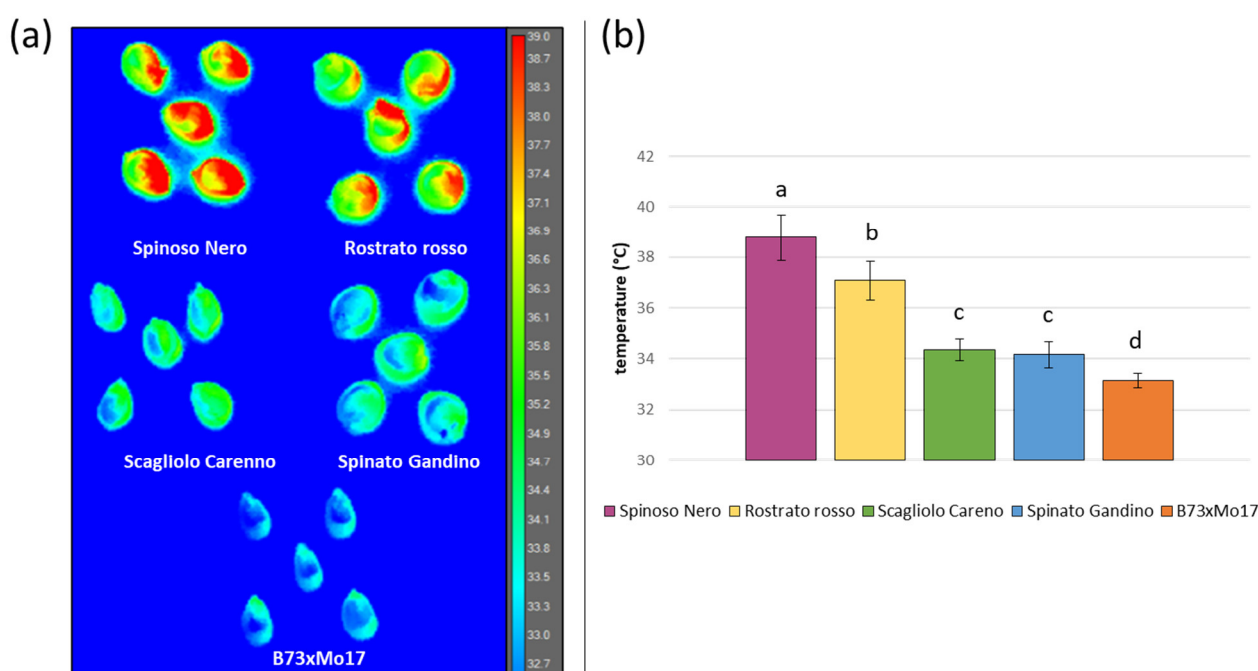 (a)
39.0
38.7
38.3
38.0
37.7
37.4
37.1
36.9
36.6
36.3
36.1
35.8
35.5
35.2
34.9
34.7
34.4
34.1
33.8
33.5
33.3
33.0
32.7
Spinoso Nero Rostrato rosso
Scagliolo Carenno Spinato Gandino
B73xMo17
(b)
temperature (°C)
42
40
38
36
34
32
30
a
b
c
c
d
Spinoso Nero Rostrato rosso Scagliolo Careno Spinato Gandino B73xMo17